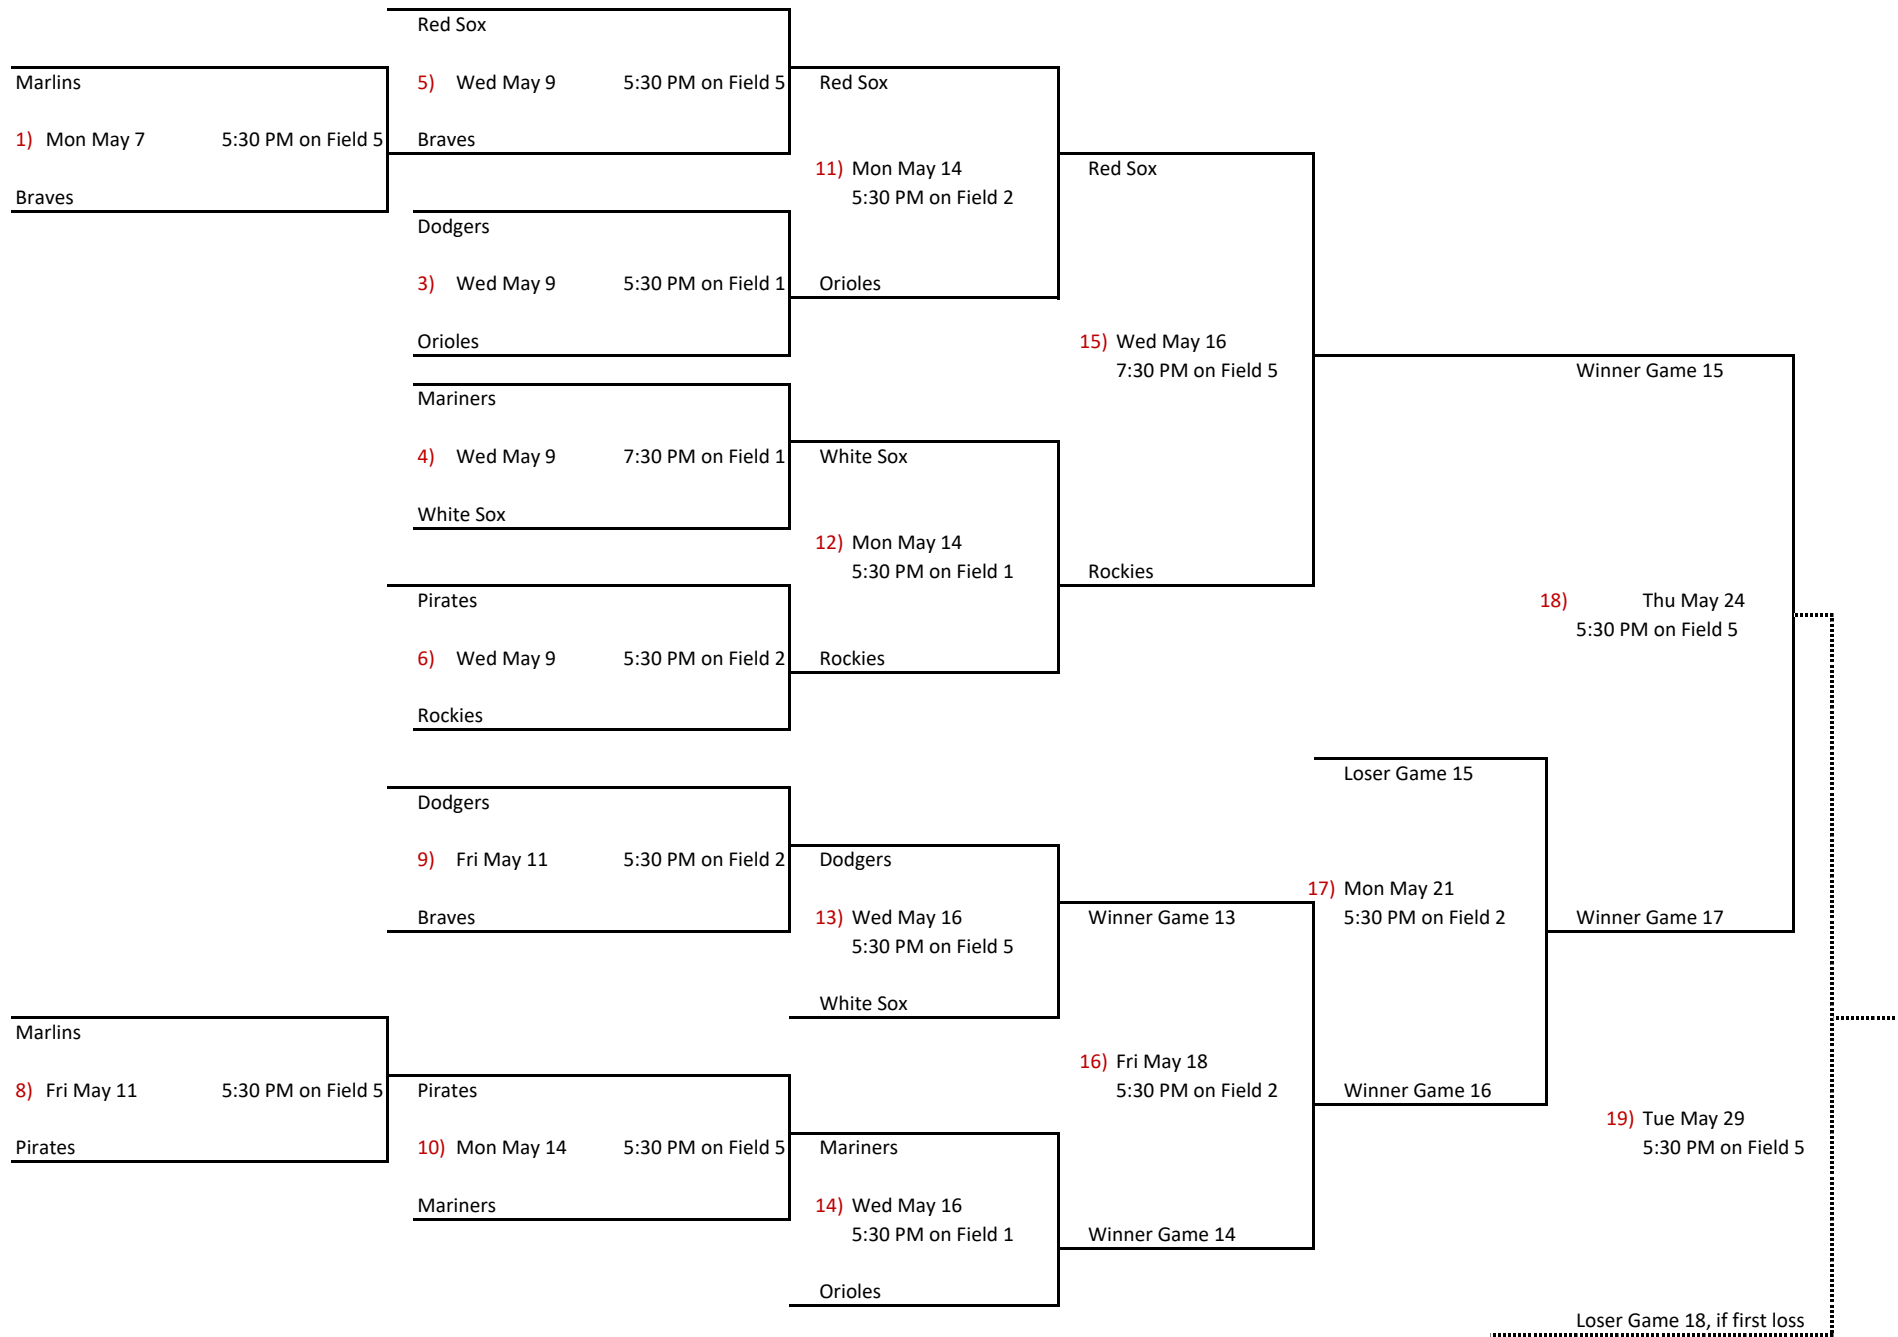 Red Sox
Marlins
5) Wed May 9 5:30 PM on Field 5
Red Sox
1) Mon May 7 5:30 PM on Field 5
Braves
11) Mon May 14
5:30 PM on Field 2
Red Sox
Braves
Dodgers
3) Wed May 9 5:30 PM on Field 1
Orioles
Orioles
15) Wed May 16
7:30 PM on Field 5
Winner Game 15
Mariners
4) Wed May 9 7:30 PM on Field 1
White Sox
White Sox
12) Mon May 14
5:30 PM on Field 1
Rockies
Pirates
18) Thu May 24
5:30 PM on Field 5
6) Wed May 9 5:30 PM on Field 2
Rockies
Rockies
Loser Game 15
Dodgers
9) Fri May 11 5:30 PM on Field 2
Dodgers
17) Mon May 21
5:30 PM on Field 2
Braves
13) Wed May 16
5:30 PM on Field 5
Winner Game 13
Winner Game 17
White Sox
Marlins
16) Fri May 18
5:30 PM on Field 2
8) Fri May 11 5:30 PM on Field 5
Pirates
Winner Game 16
19) Tue May 29
5:30 PM on Field 5
Pirates
10) Mon May 14 5:30 PM on Field 5
Mariners
Mariners
14) Wed May 16
5:30 PM on Field 1
Winner Game 14
Orioles
Loser Game 18, if first loss